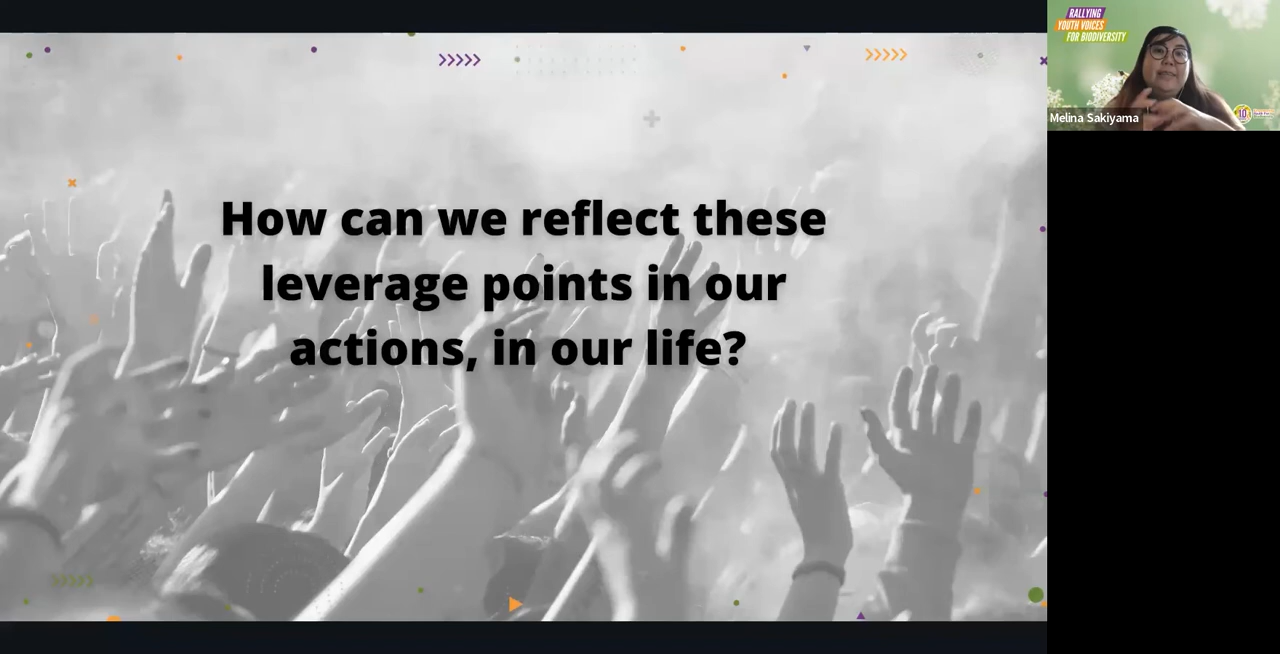 How can we reflect these
leverage points in our
actions, in our life?
RALLYING
YOUTH VOICES
FOR BIODIVERSITY
Melina Sakiyama
10